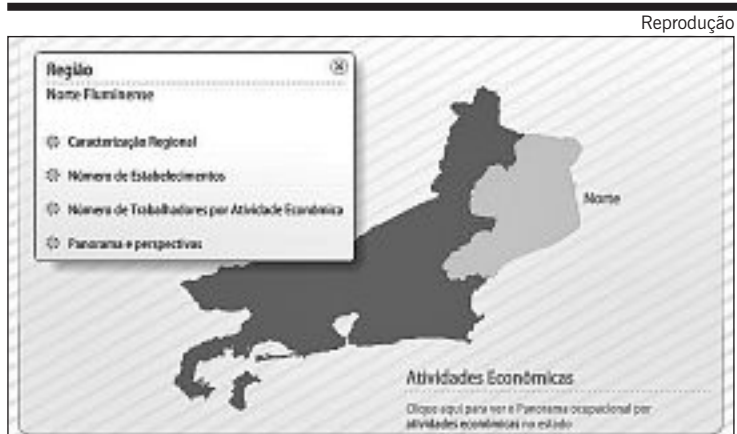 Reprodução
Região
Norte Fluminense
Caracterização Regional
Número de Estabelecimentos
Número de Trabalhadores por Atividade Econômica
Panorama e perspectivas
Norte
Atividades Econômicas
Clique aqui para ver o Panorama ocupacional por
atividades econômicas no estado